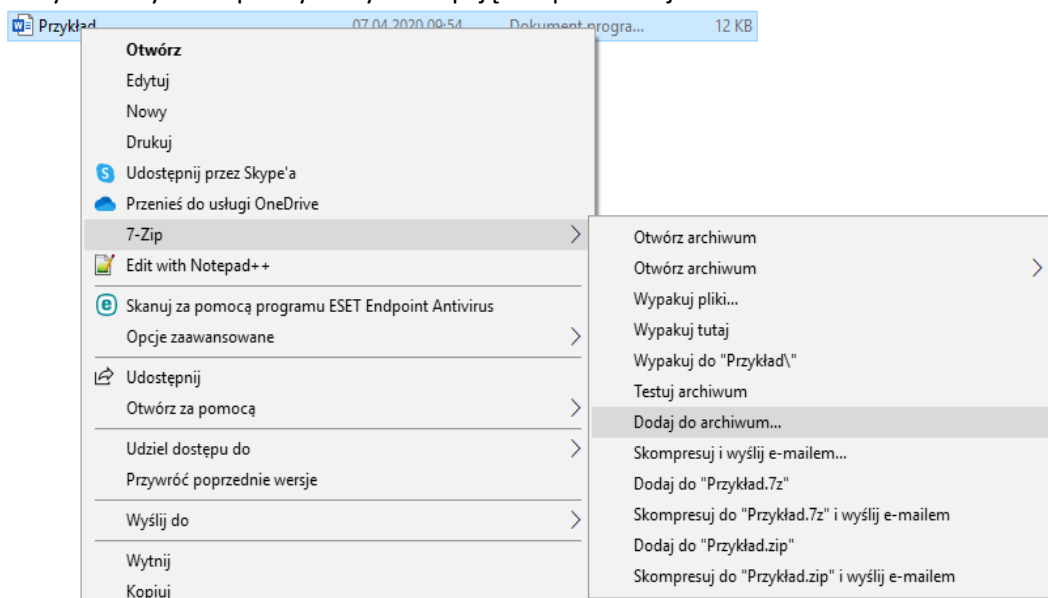 Przykład 07.04.2020 09:54 Dokument progra... 12 KB
Otwórz
Edytuj
Nowy
Drukuj
Udostępnij przez Skype'a
Przenieś do usługi OneDrive
7-Zip
Edit with Notepad++
Skanuj za pomocą programu ESET Endpoint Antivirus
Opcje zaawansowane
Udostępnij
Otwórz za pomocą
Udziel dostępu do
Przywróć poprzednie wersje
Wyślij do
Wytnij
Kopiuj
Otwórz archiwum
Otwórz archiwum
Wypakuj pliki...
Wypakuj tutaj
Wypakuj do "Przykład\"
Testuj archiwum
Dodaj do archiwum...
Skompresuj i wyślij e-mailem...
Dodaj do "Przykład.7z"
Skompresuj do "Przykład.7z" i wyślij e-mailem
Dodaj do "Przykład.zip"
Skompresuj do "Przykład.zip" i wyślij e-mailem